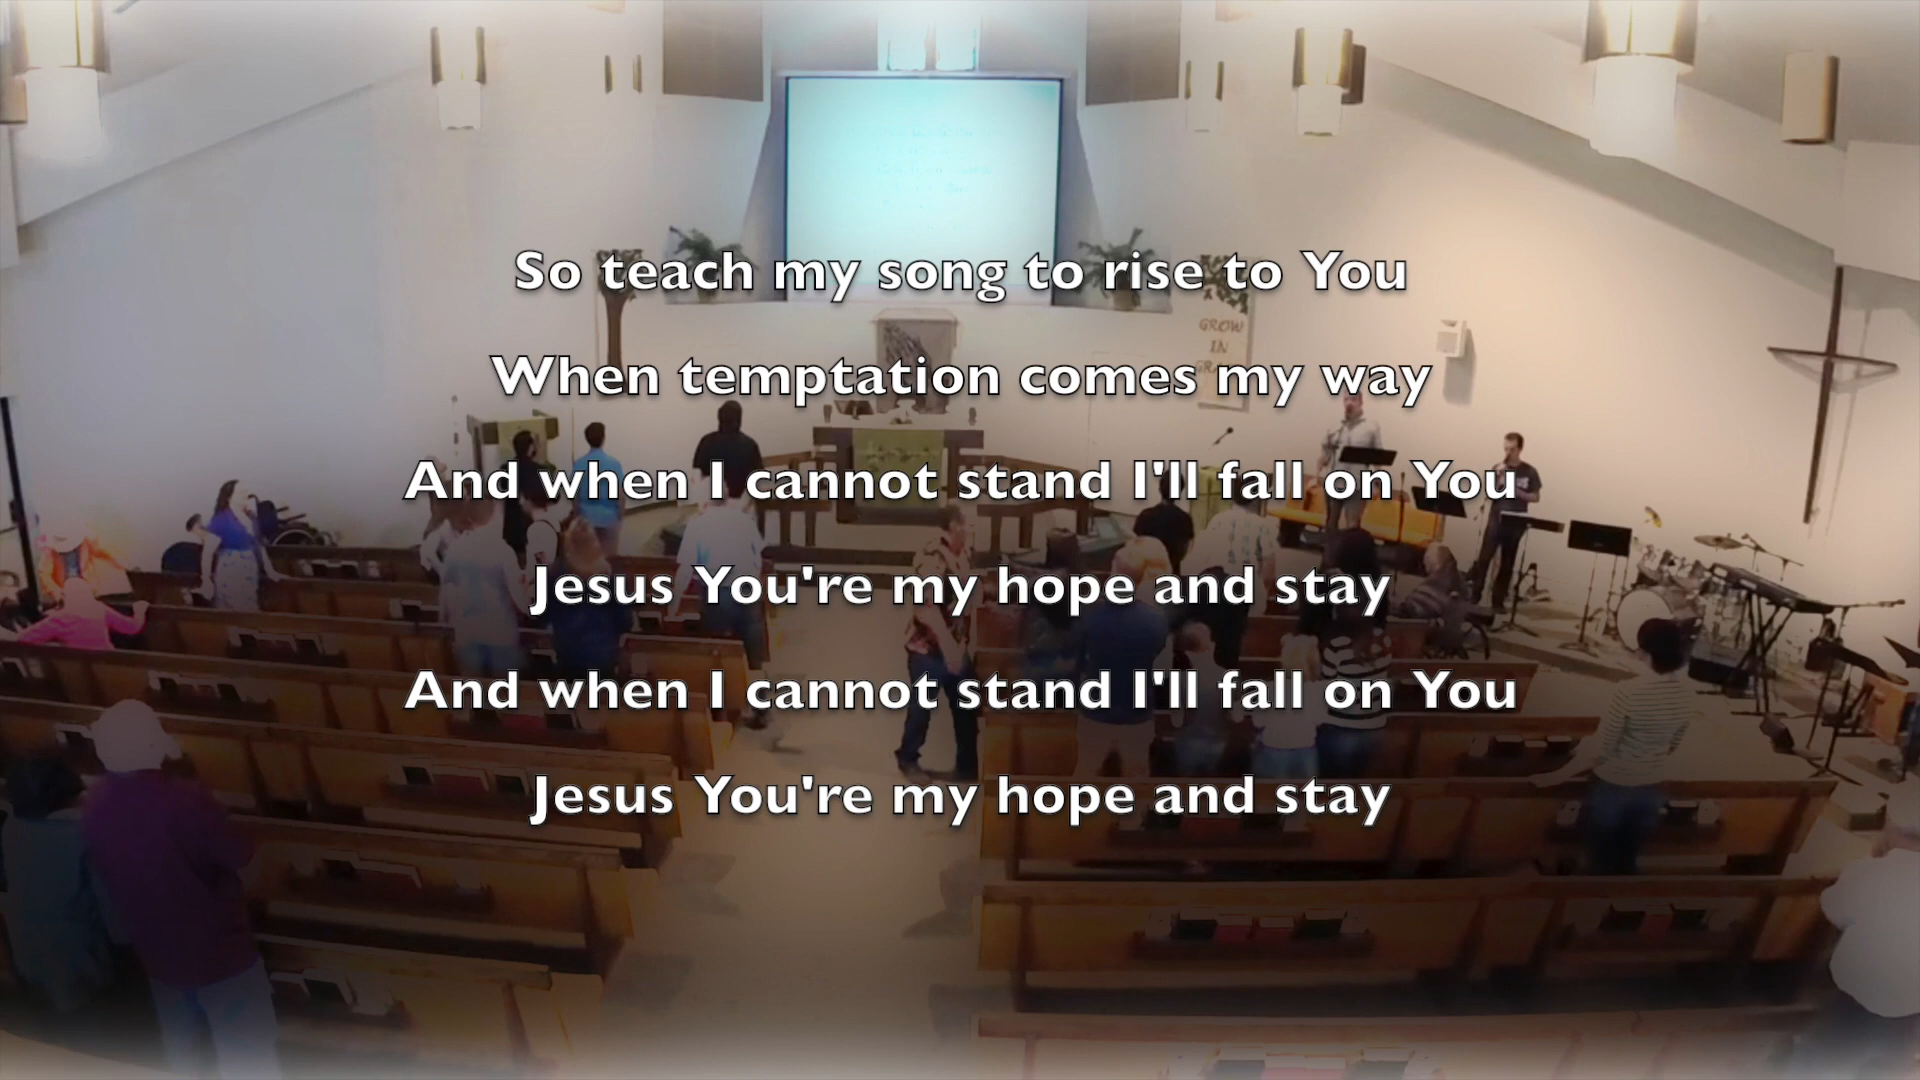 So teach my song to rise to You
When temptation comes my way
And when I cannot stand I'll fall on You
Jesus You're my hope and stay
And when I cannot stand I'll fall on You
Jesus You're my hope and stay
GROW
IN